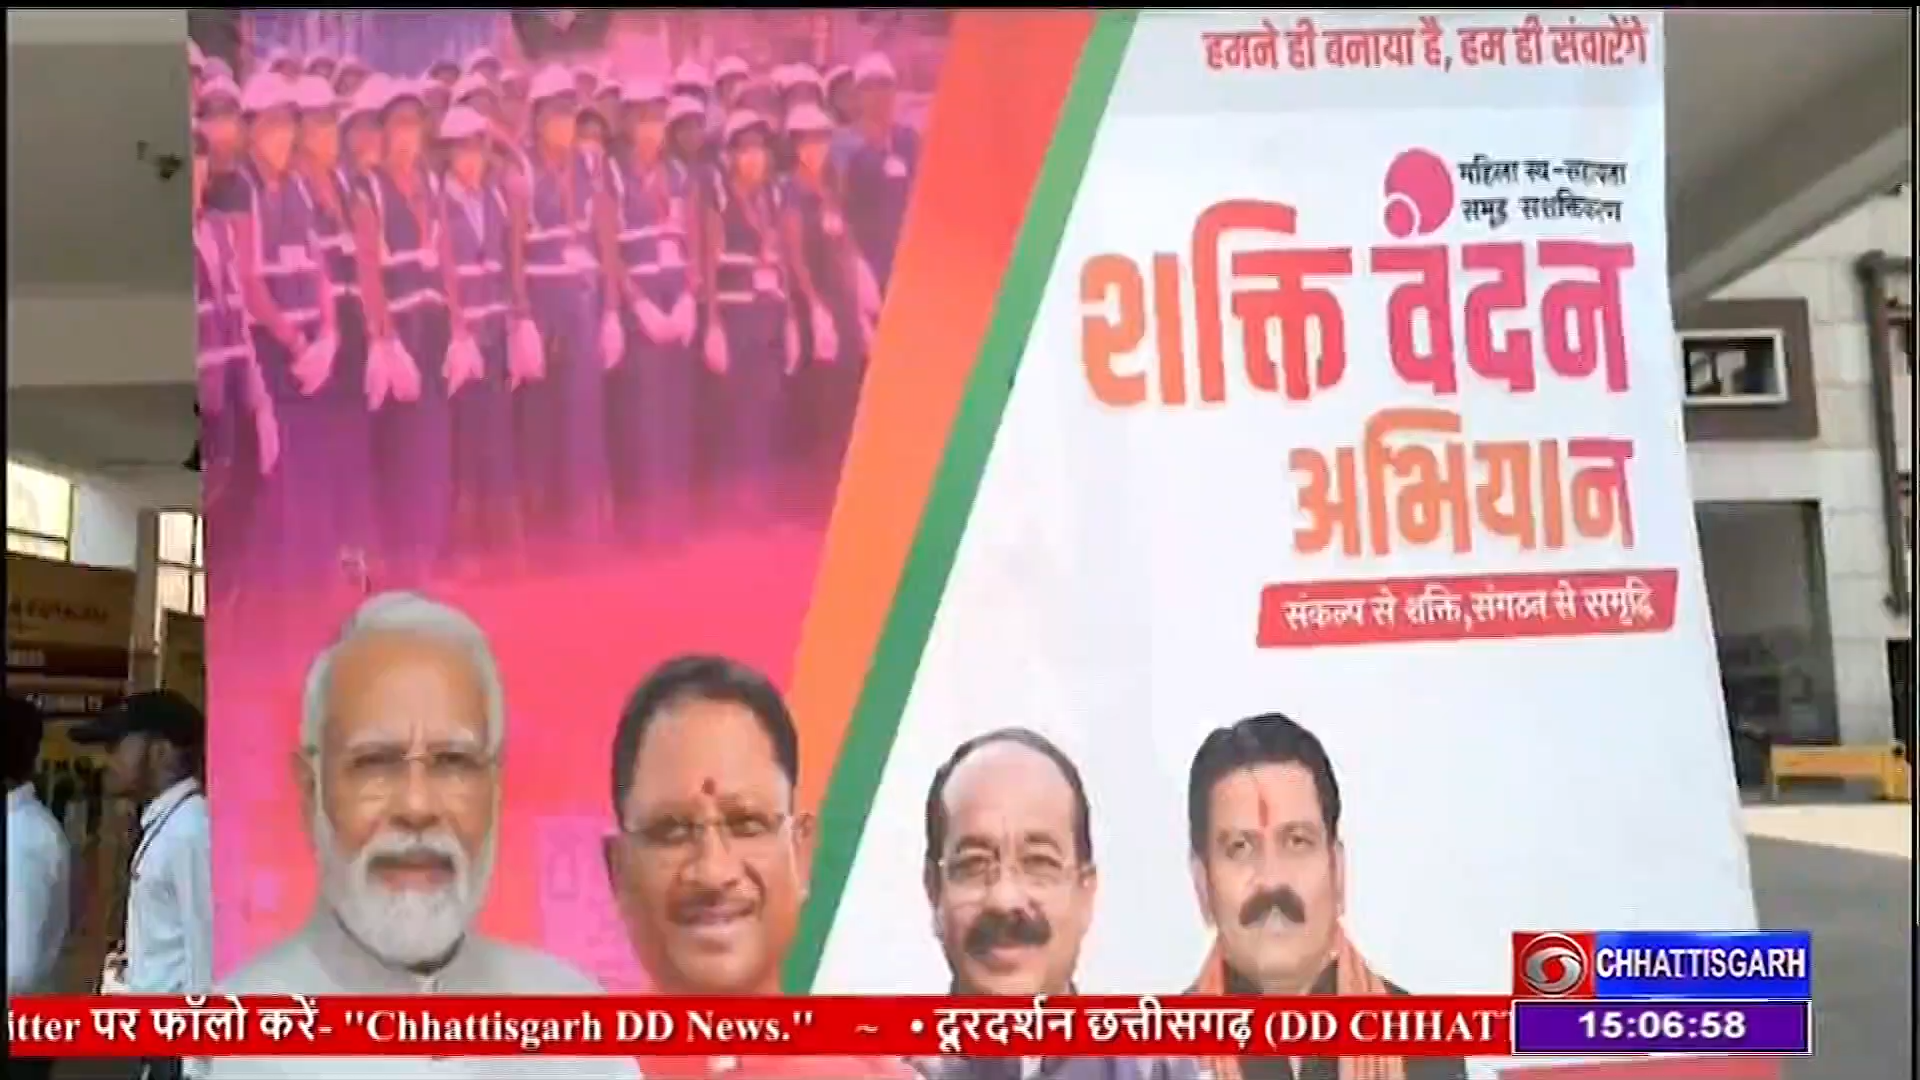 हमने ही बनाया है, हम ही संवारेंगे
महिला स्व-सहायता
समूह सशक्तिकरण
शक्ति वंदन
अभियान
संकल्प से शक्ति,संगठन से समृद्धि
CHHATTISGARH
itter पर फॉलो करें- "Chhattisgarh DD News." ~ • दूरदर्शन छत्तीसगढ़ (DD CHHATT
15:06:58